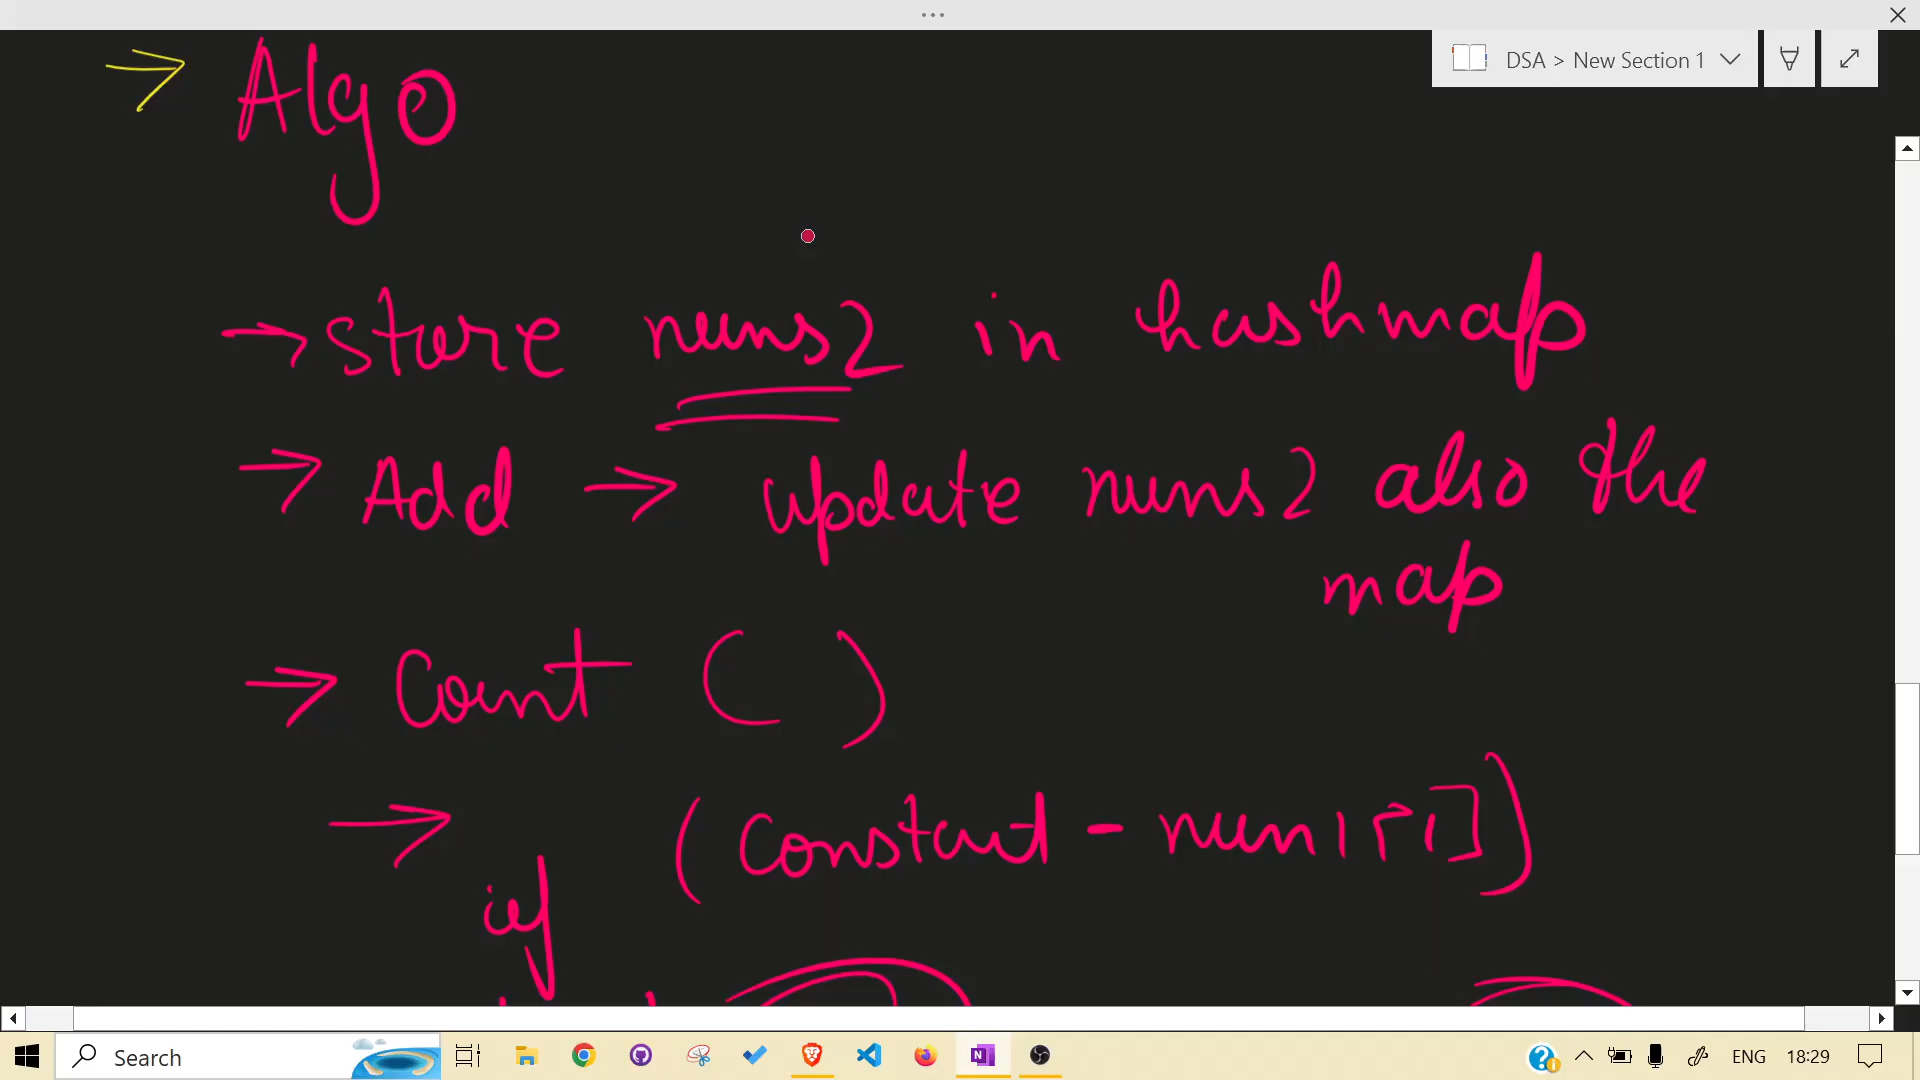 DSA > New Section 1
→ Algo
→ store nums2 in hashmap
→ Add → update nums2 also the
map
→ Count ( )
→ (constant - num1[i])
if
Search
ENG 18:29